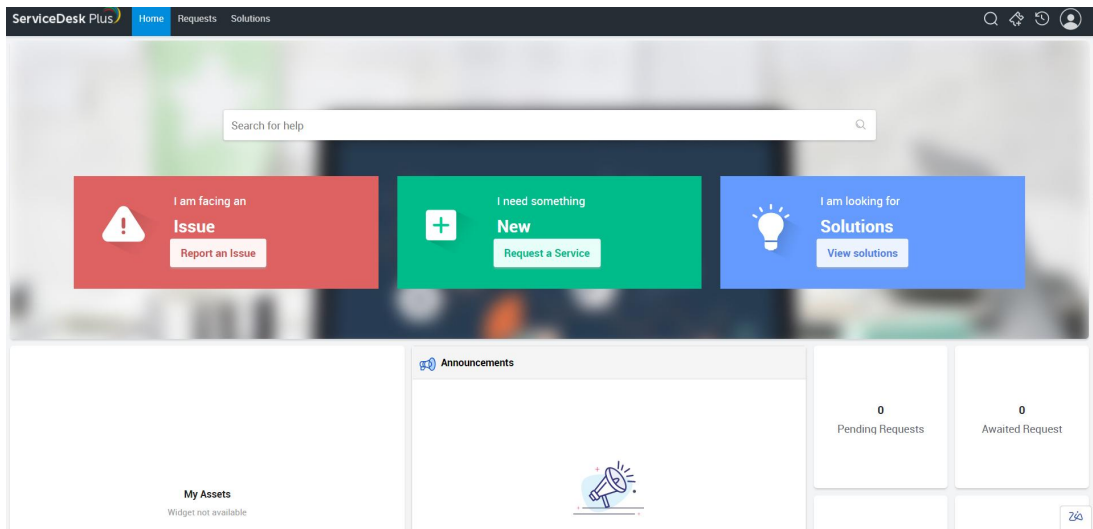 ServiceDesk Plus Home Requests Solutions
Search for help
I am facing an
Issue
Report an Issue
I need something
New
Request a Service
I am looking for
Solutions
View solutions
My Assets
Widget not available
Announcements
0
Pending Requests
0
Awaited Request
Zia